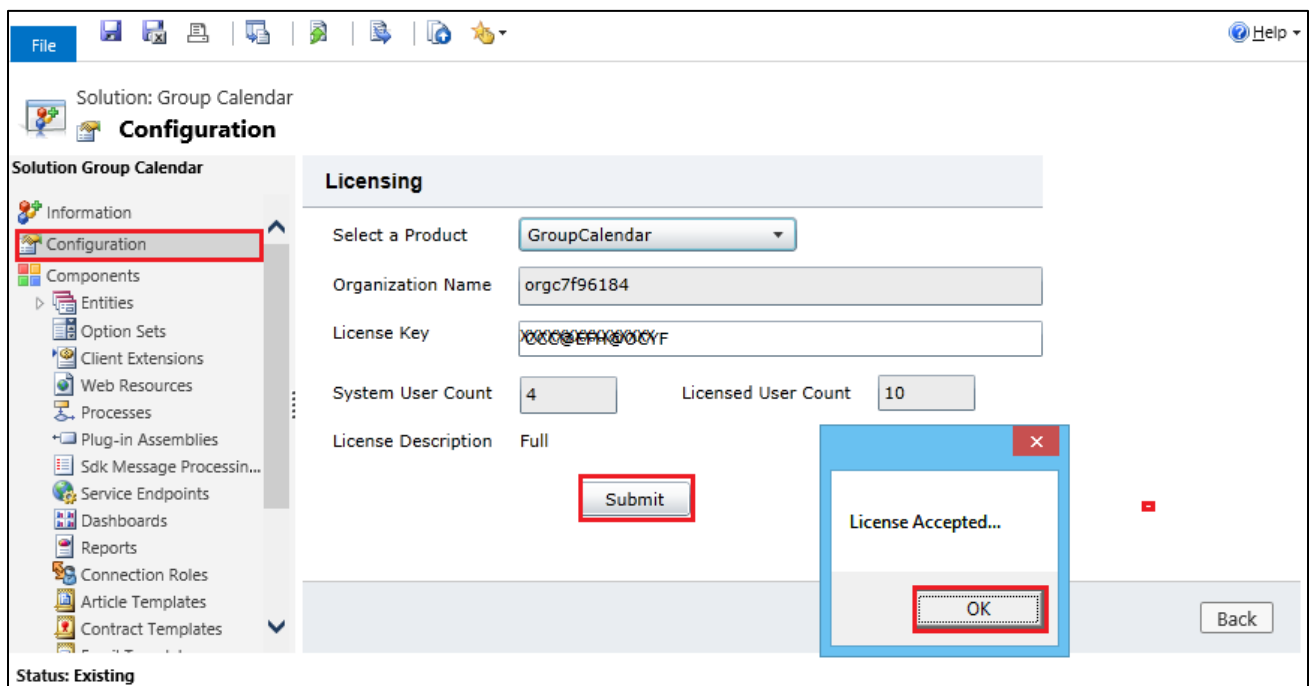 File
Help
Solution: Group Calendar
Configuration
Solution Group Calendar
Information
Configuration
Components
Entities
Option Sets
Client Extensions
Web Resources
Processes
Plug-in Assemblies
Sdk Message Processin...
Service Endpoints
Dashboards
Reports
Connection Roles
Article Templates
Contract Templates
Licensing
Select a Product GroupCalendar
Organization Name orgc7f96184
License Key
System User Count 4 Licensed User Count 10
License Description Full
Submit
License Accepted...
OK
Back
Status: Existing